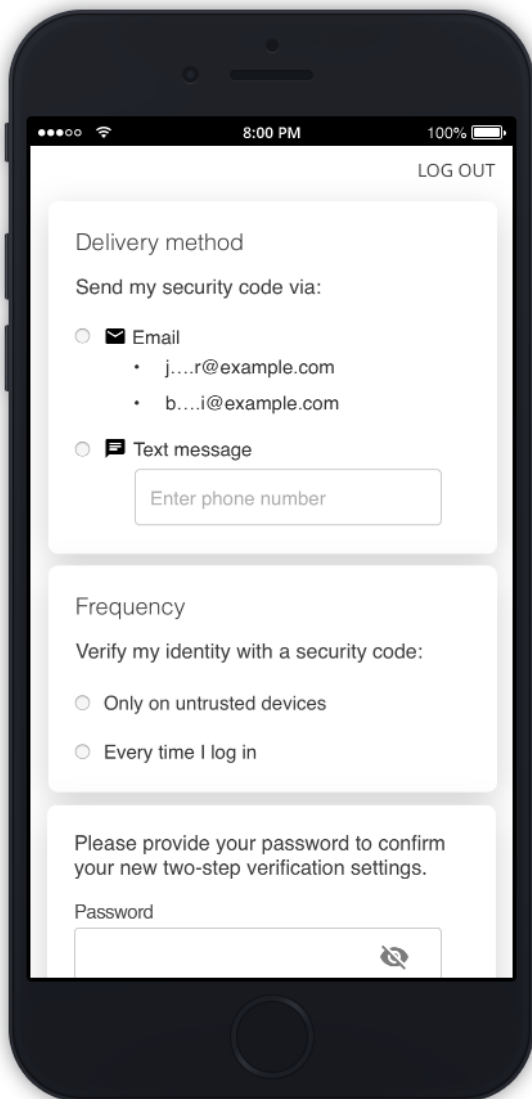 8:00 PM
100%
LOG OUT
Delivery method
Send my security code via:
Email
• j....r@example.com
• b....i@example.com
Text message
Enter phone number
Frequency
Verify my identity with a security code:
Only on untrusted devices
Every time I log in
Please provide your password to confirm
your new two-step verification settings.
Password